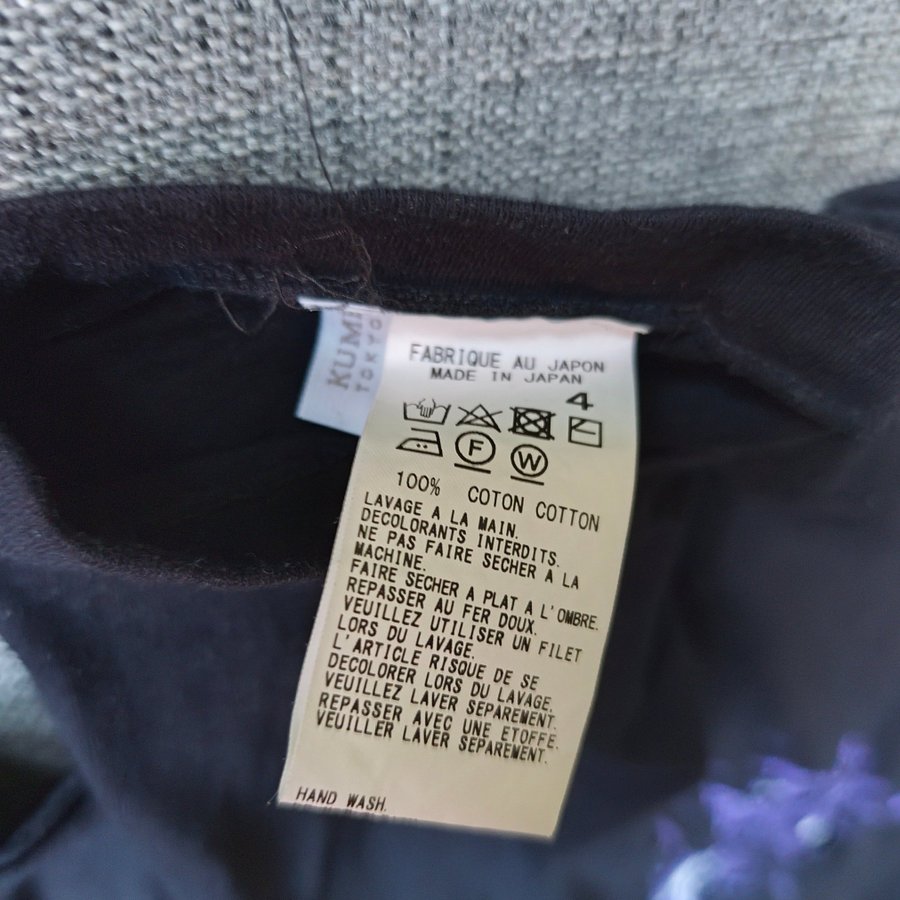 KUMI
TOKYO
FABRIQUE AU JAPON
MADE IN JAPAN
4
F
W
100% COTON COTTON
LAVAGE A LA MAIN.
DECOLORANTS INTERDITS.
NE PAS FAIRE SECHER A LA
MACHINE.
FAIRE SECHER A PLAT A L'OMBRE.
REPASSER AU FER DOUX.
VEUILLEZ UTILISER UN FILET
LORS DU LAVAGE.
L'ARTICLE RISQUE DE SE
DECOLORER LORS DU LAVAGE.
VEUILLEZ LAVER SEPAREMENT.
REPASSER AVEC UNE ETOFFE.
VEUILLER LAVER SEPAREMENT.
HAND WASH.